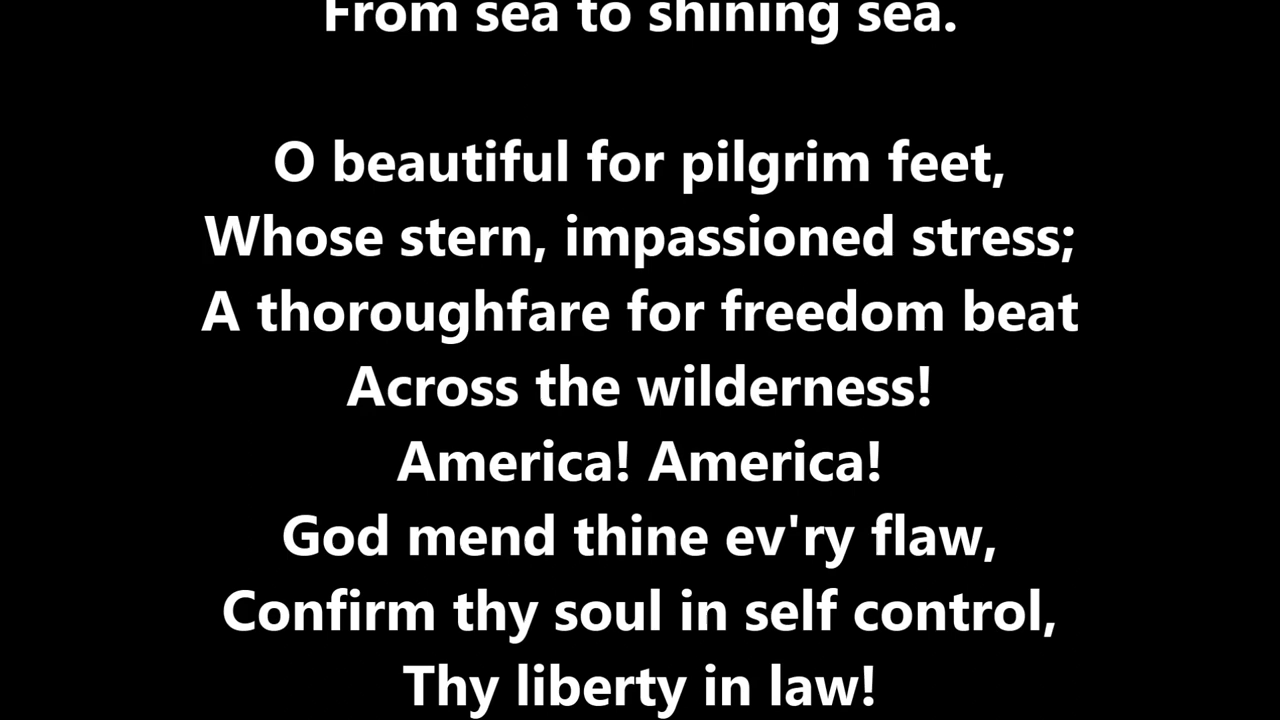 From sea to shining sea.
O beautiful for pilgrim feet,
Whose stern, impassioned stress;
A thoroughfare for freedom beat
Across the wilderness!
America! America!
God mend thine ev'ry flaw,
Confirm thy soul in self control,
Thy liberty in law!